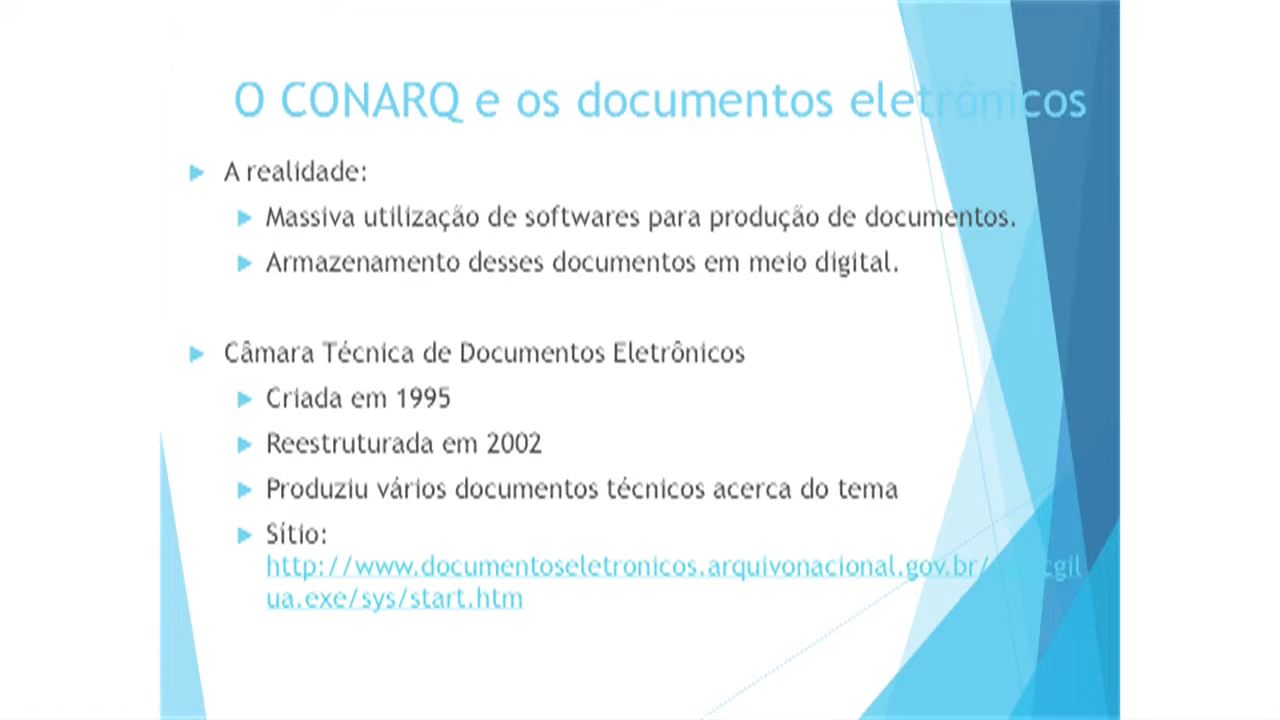 O CONARQ e os documentos eletrônicos
A realidade:
Massiva utilização de softwares para produção de documentos.
Armazenamento desses documentos em meio digital.
Câmara Técnica de Documentos Eletrônicos
Criada em 1995
Reestruturada em 2002
Produziu vários documentos técnicos acerca do tema
Sítio:
http://www.documentoseletronicos.arquivonacional.gov.br/
ua.exe/sys/start.htm